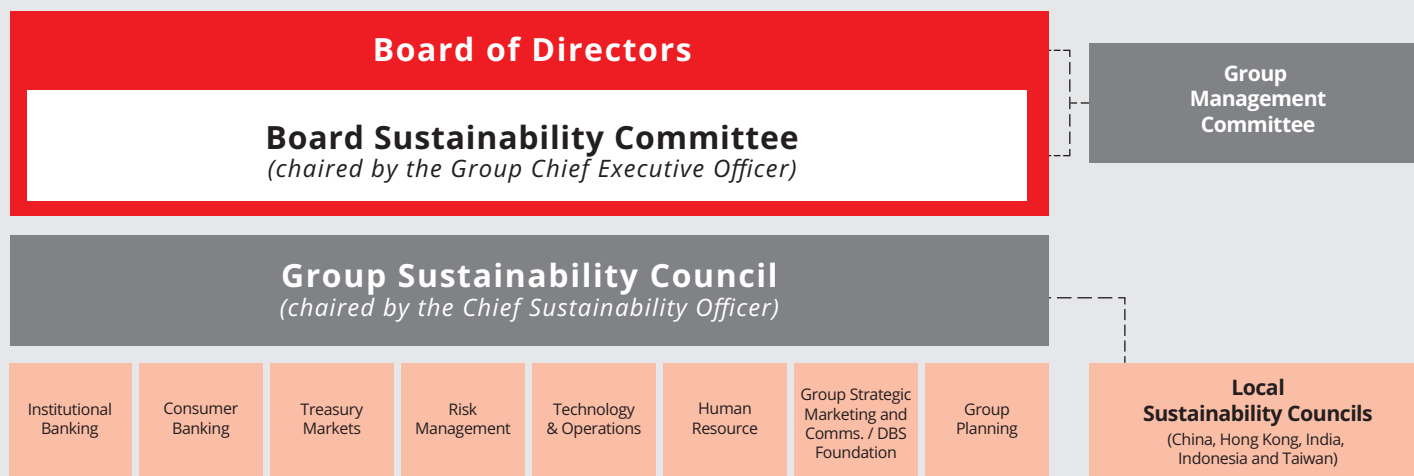 Board of Directors
Group
Management
Committee
Board Sustainability Committee
(chaired by the Group Chief Executive Officer)
Group Sustainability Council
(chaired by the Chief Sustainability Officer)
Institutional
Banking
Consumer
Banking
Treasury
Markets
Risk
Management
Technology
& Operations
Human
Resource
Group Strategic
Marketing and
Comms. / DBS
Foundation
Group
Planning
Local
Sustainability Councils
(China, Hong Kong, India,
Indonesia and Taiwan)